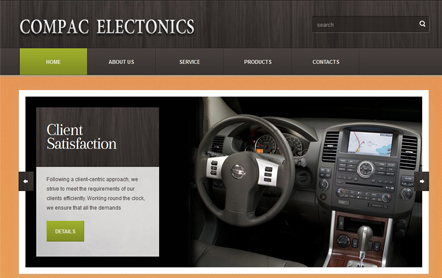 COMPAC ELECTONICS
search
HOME ABOUT US SERVICE PRODUCTS CONTACTS
Client
Satisfaction
Following a client-centric approach, we
strive to meet the requirements of our
clients efficiently. Working round the clock,
we ensure that all the demands
DETAILS